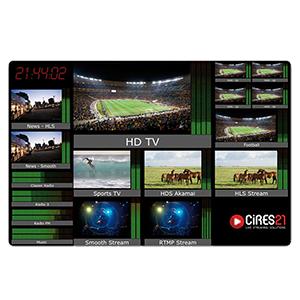 21:44:02
News - HLS
News - Smooth
HD TV
Football
Classic Radio
Radio 3
Radio FM
Music
Sports TV
HDS Akamai
HLS Stream
Smooth Stream
RTMP Stream
CiRES21
LIVE STREAMING SOLUTIONS